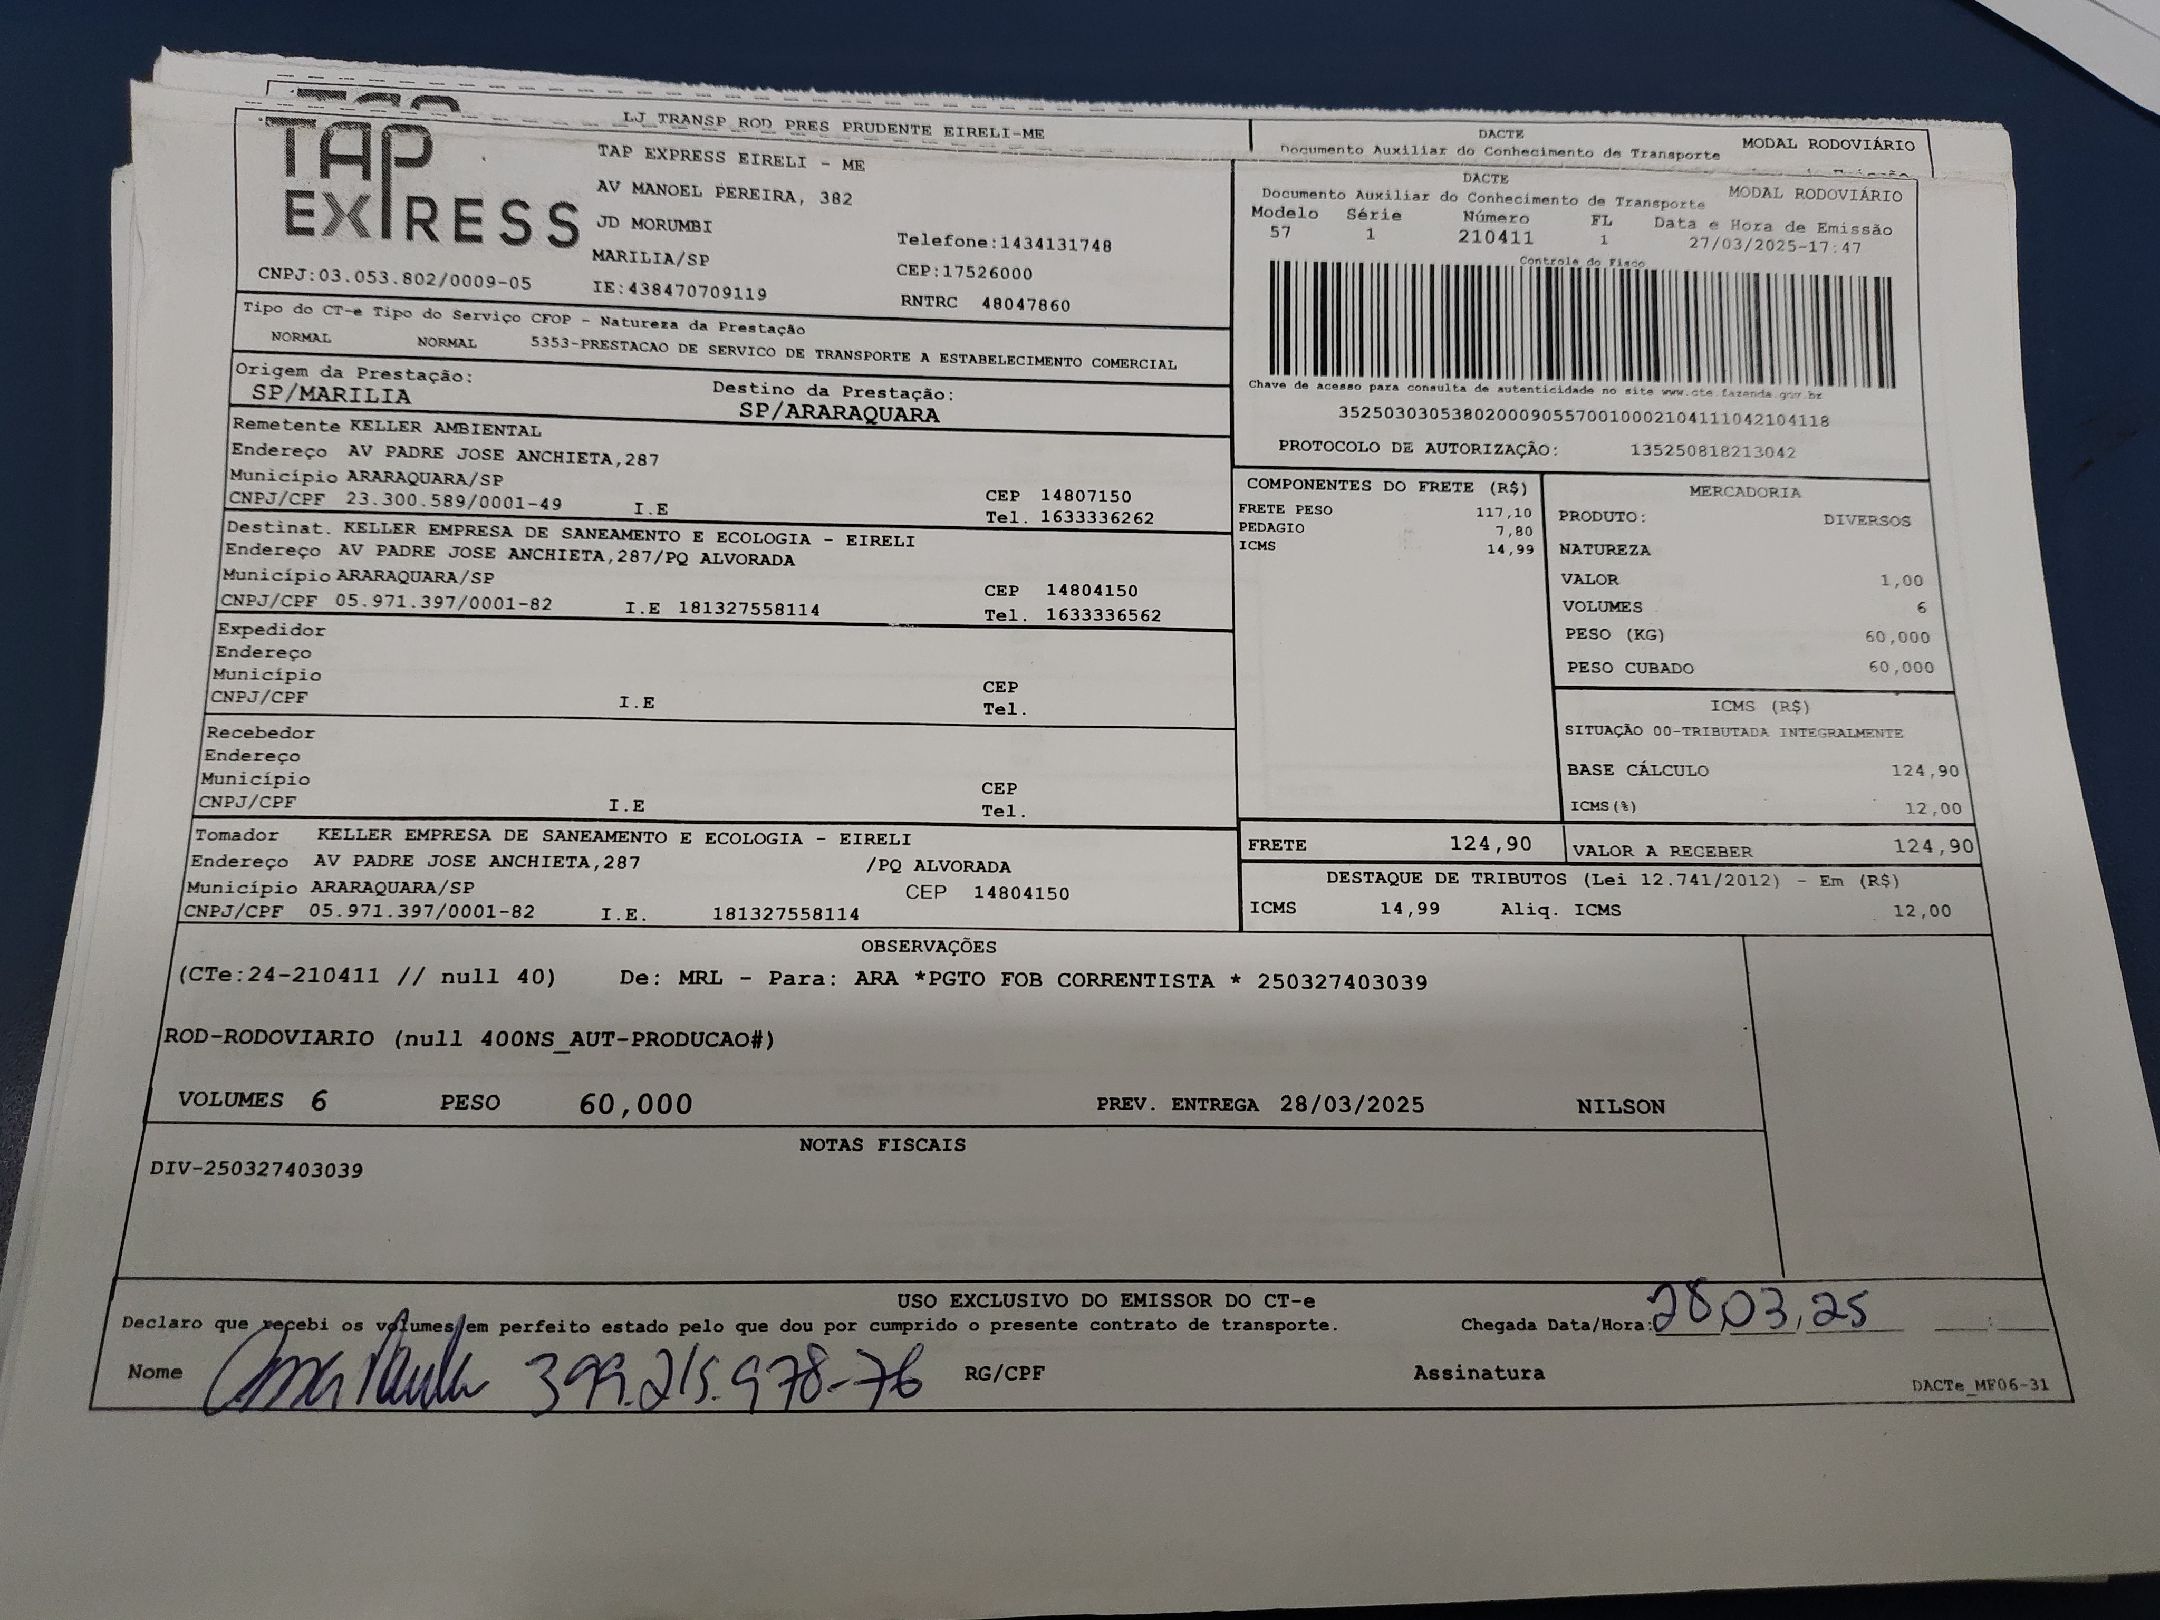 LJ TRANSP ROD PRES PRUDENTE EIRELI-ME
DACTE
Documento Auxiliar do Conhecimento de Transporte
MODAL RODOVIÁRIO
TAP EXPRESS
TAP EXPRESS EIRELI - ME
AV MANOEL PEREIRA, 382
JD MORUMBI
MARILIA/SP
IE:438470709119
Telefone:1434131748
CEP:17526000
RNTRC 48047860
CNPJ:03.053.802/0009-05
DACTE
Documento Auxiliar do Conhecimento de Transporte
MODAL RODOVIÁRIO
Modelo Série Número FL Data e Hora de Emissão
57 1 210411 1 27/03/2025-17:47
Controle do Fisco
Chave de acesso para consulta de autenticidade no site www.cte.fazenda.gov.br
35250303053802000905570010002104111042104118
PROTOCOLO DE AUTORIZAÇÃO: 135250818213042
Tipo do CT-e Tipo do Serviço CFOP - Natureza da Prestação
NORMAL NORMAL 5353-PRESTACAO DE SERVICO DE TRANSPORTE A ESTABELECIMENTO COMERCIAL
Origem da Prestação: Destino da Prestação:
SP/MARILIA SP/ARARAQUARA
Remetente KELLER AMBIENTAL
Endereço AV PADRE JOSE ANCHIETA,287
Município ARARAQUARA/SP CEP 14807150
CNPJ/CPF 23.300.589/0001-49 I.E Tel. 1633336262
Destinat. KELLER EMPRESA DE SANEAMENTO E ECOLOGIA - EIRELI
Endereço AV PADRE JOSE ANCHIETA,287/PQ ALVORADA
Município ARARAQUARA/SP CEP 14804150
CNPJ/CPF 05.971.397/0001-82 I.E 181327558114 Tel. 1633336562
Expedidor
Endereço
Município CEP
CNPJ/CPF I.E Tel.
Recebedor
Endereço
Município CEP
CNPJ/CPF I.E Tel.
Tomador KELLER EMPRESA DE SANEAMENTO E ECOLOGIA - EIRELI
Endereço AV PADRE JOSE ANCHIETA,287 /PQ ALVORADA
Município ARARAQUARA/SP CEP 14804150
CNPJ/CPF 05.971.397/0001-82 I.E. 181327558114
COMPONENTES DO FRETE (R$)
FRETE PESO 117,10
PEDAGIO 7,80
ICMS 14,99
MERCADORIA
PRODUTO: DIVERSOS
NATUREZA
VALOR 1,00
VOLUMES 6
PESO (KG) 60,000
PESO CUBADO 60,000
ICMS (R$)
SITUAÇÃO 00-TRIBUTADA INTEGRALMENTE
BASE CÁLCULO 124,90
ICMS(%) 12,00
FRETE 124,90 VALOR A RECEBER 124,90
DESTAQUE DE TRIBUTOS (Lei 12.741/2012) - Em (R$)
ICMS 14,99 Aliq. ICMS 12,00
OBSERVAÇÕES
(CTe:24-210411 // null 40) De: MRL - Para: ARA *PGTO FOB CORRENTISTA * 250327403039
ROD-RODOVIARIO (null 400NS_AUT-PRODUCAO#)
VOLUMES 6 PESO 60,000 PREV. ENTREGA 28/03/2025 NILSON
NOTAS FISCAIS
DIV-250327403039
USO EXCLUSIVO DO EMISSOR DO CT-e
Declaro que recebi os volumes em perfeito estado pelo que dou por cumprido o presente contrato de transporte. Chegada Data/Hora: 28,03,25
Nome Ana Paula 399.215.978-76 RG/CPF Assinatura
DACTe_MF06-31